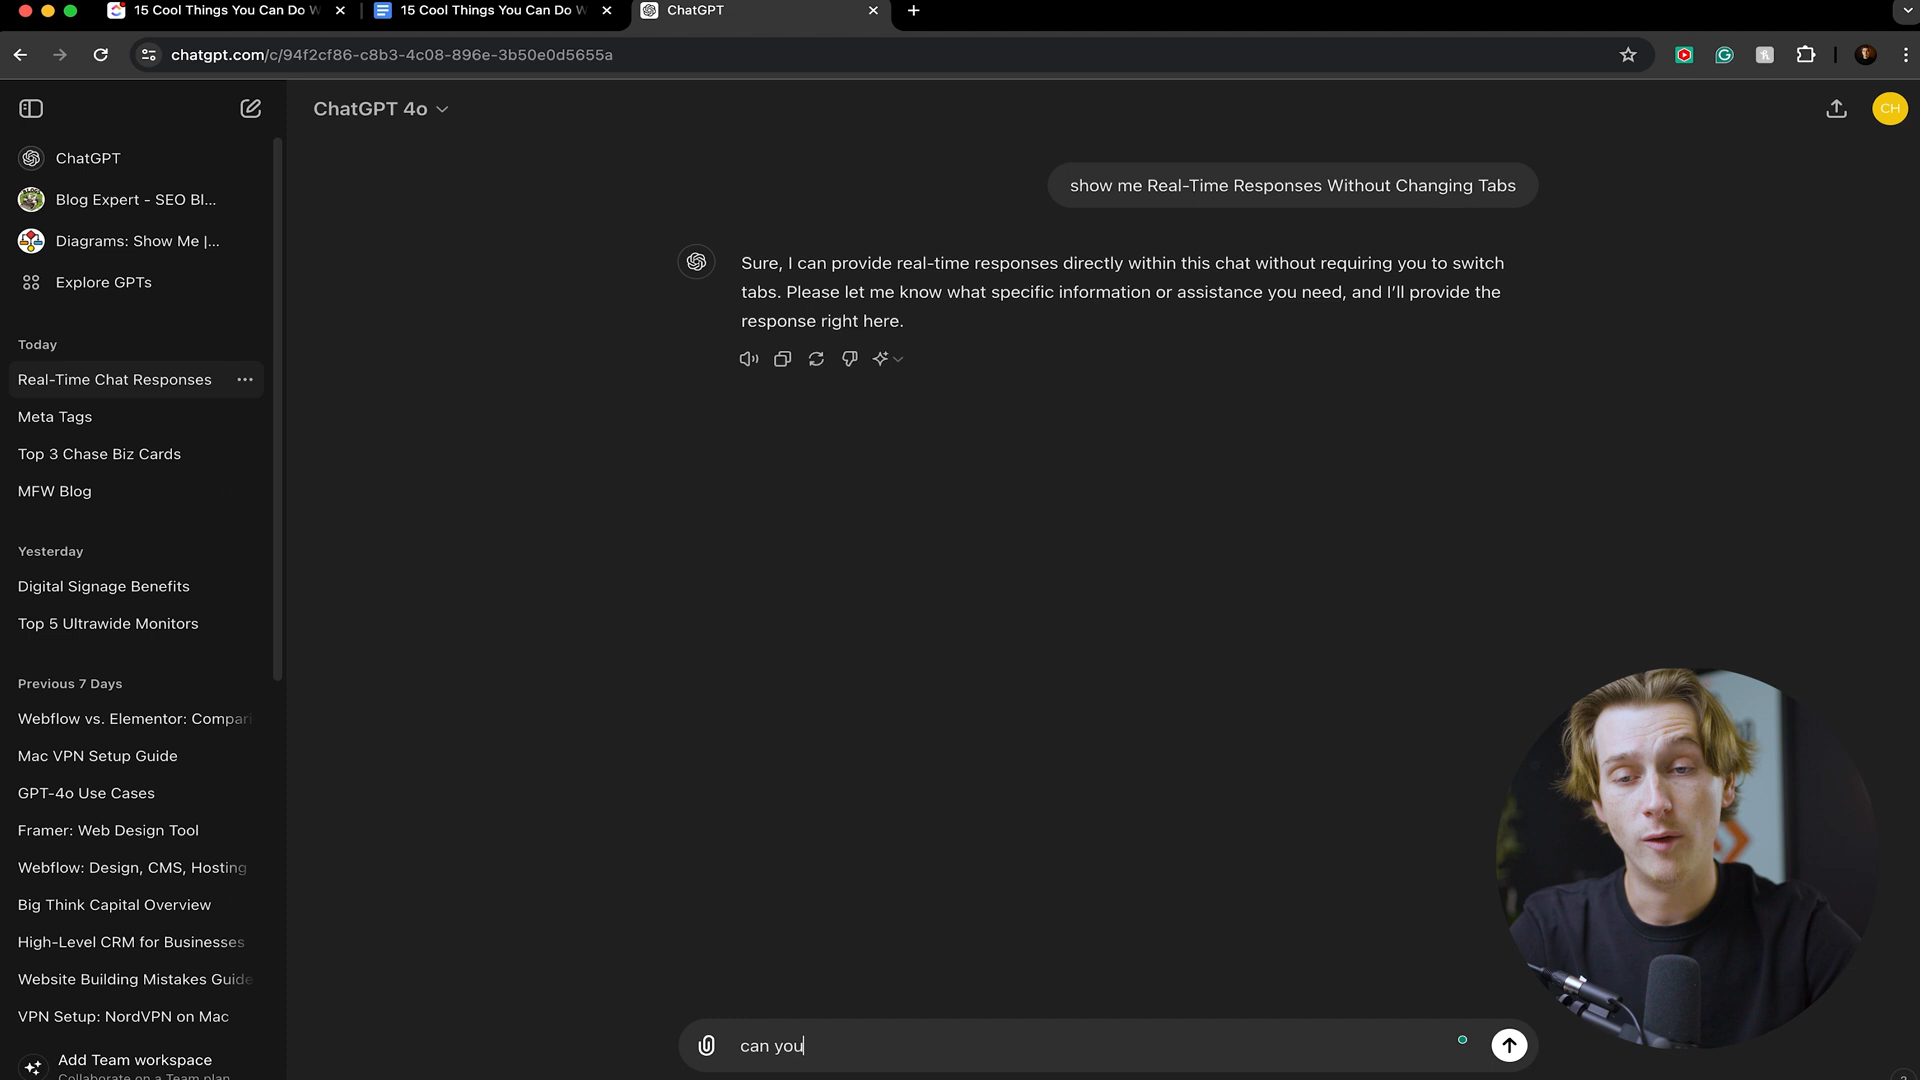 15 Cool Things You Can Do W
15 Cool Things You Can Do W
ChatGPT
chatgpt.com/c/94f2cf86-c8b3-4c08-896e-3b50e0d5655a
ChatGPT 4o
CH
ChatGPT
Blog Expert - SEO Bl...
Diagrams: Show Me |...
Explore GPTs
Today
Real-Time Chat Responses
Meta Tags
Top 3 Chase Biz Cards
MFW Blog
Yesterday
Digital Signage Benefits
Top 5 Ultrawide Monitors
Previous 7 Days
Webflow vs. Elementor: Compari
Mac VPN Setup Guide
GPT-4o Use Cases
Framer: Web Design Tool
Webflow: Design, CMS, Hosting
Big Think Capital Overview
High-Level CRM for Businesses
Website Building Mistakes Guide
VPN Setup: NordVPN on Mac
Add Team workspace
Collaborate on a Team plan
show me Real-Time Responses Without Changing Tabs
Sure, I can provide real-time responses directly within this chat without requiring you to switch
tabs. Please let me know what specific information or assistance you need, and I'll provide the
response right here.
can you